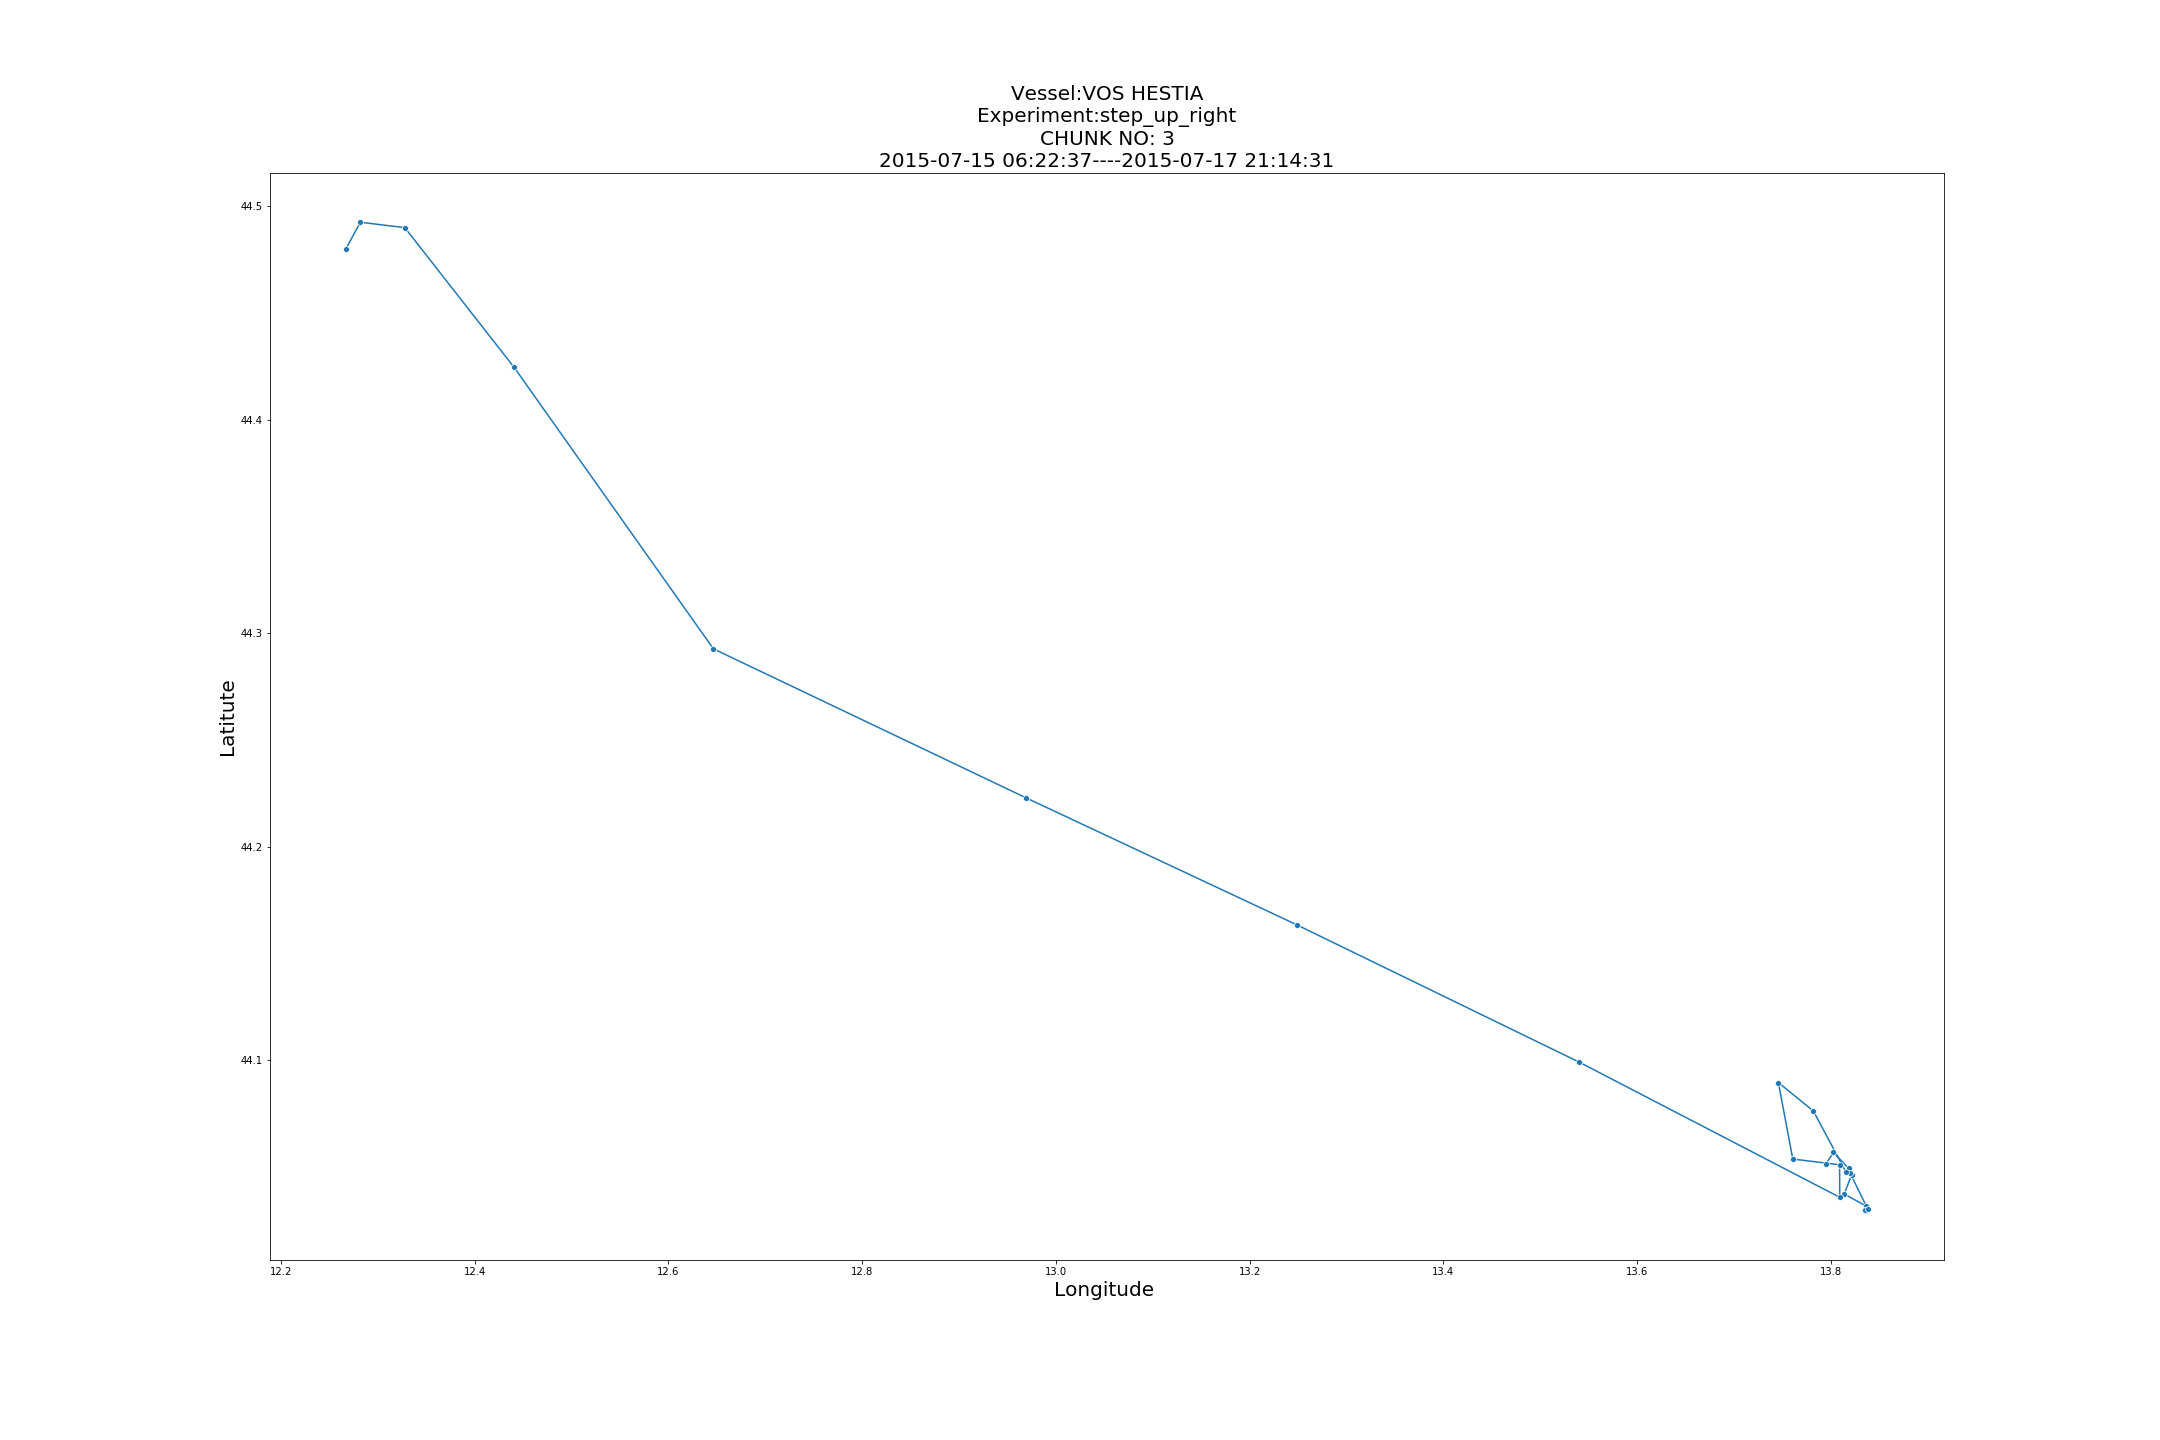 Vessel:VOS HESTIA
Experiment:step_up_right
CHUNK NO: 3
2015-07-15 06:22:37----2015-07-17 21:14:31
44.5
44.4
44.3
44.2
44.1
Latitute
12.2 12.4 12.6 12.8 13.0 13.2 13.4 13.6 13.8
Longitude